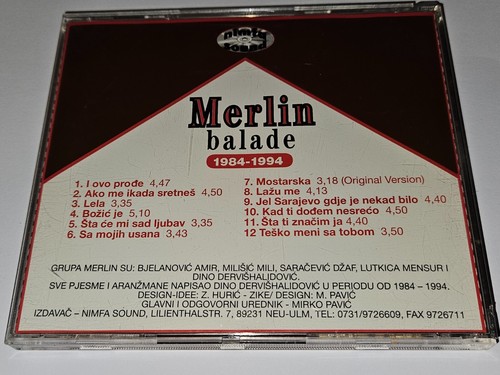 nimfa
sound
Merlin
balade
1984-1994
1. I ovo prođe 4,47
2. Ako me ikada sretneš 4,50
3. Lela 3,35
4. Božić je 5,10
5. Šta će mi sad ljubav 3,35
6. Sa mojih usana 3,43
7. Mostarska 3,18 (Original Version)
8. Lažu me 4,13
9. Jel Sarajevo gdje je nekad bilo 4,40
10. Kad ti dođem nesrećo 4,50
11. Šta ti značim ja 4,40
12 Teško meni sa tobom 3,50
GRUPA MERLIN SU: BJELANOVIĆ AMIR, MILIŠIĆ MILI, SARAČEVIĆ DŽAF, LUTKICA MENSUR I
DINO DERVIŠHALIDOVIĆ.
SVE PJESME I ARANŽMANE NAPISAO DINO DERVIŠHALIDOVIĆ U PERIODU OD 1984 – 1994.
DESIGN-IDEE: Z. HURIĆ - ZIKE/ DESIGN: M. PAVIĆ
GLAVNI I ODGOVORNI UREDNIK - MIRKO PAVIĆ
IZDAVAČ – NIMFA SOUND, LILIENTHALSTR. 7, 89231 NEU-ULM, TEL: 0731/9726609, FAX 9726711